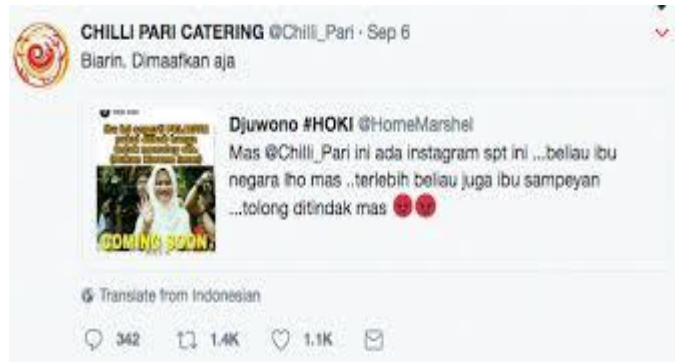 CHILLI PARI CATERING @Chilli_Pari · Sep 6
Biarin. Dimaafkan aja
Djuwono #HOKI @HomeMarshel
Mas @Chilli_Pari ini ada instagram spt ini ...beliau ibu
negara lho mas ..terlebih beliau juga ibu sampeyan
...tolong ditindak mas
COMING SOON
Translate from Indonesian
342 1.4K 1.1K